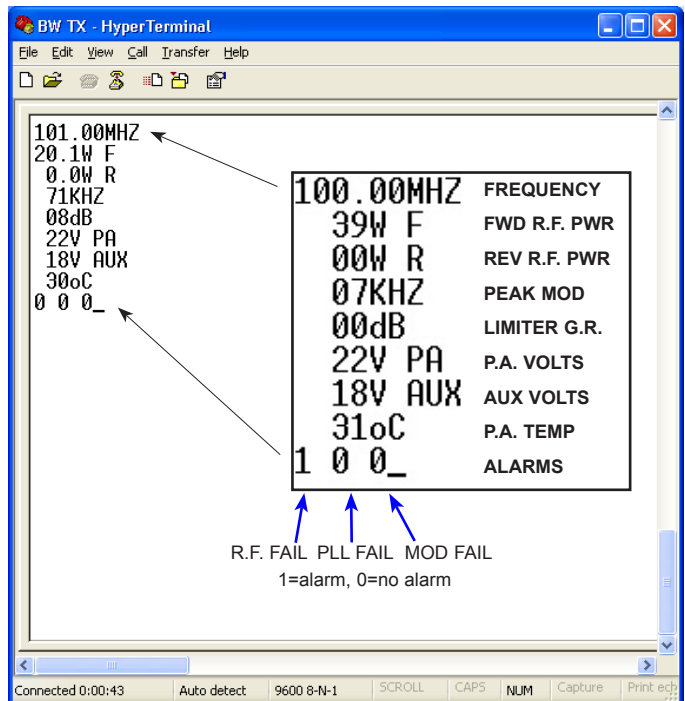 BW TX - HyperTerminal
File Edit View Call Transfer Help
101.00MHZ
20.1W F
0.0W R
71KHZ
08dB
22V PA
18V AUX
30oC
0 0 0_
100.00MHZ FREQUENCY
39W F FWD R.F. PWR
00W R REV R.F. PWR
07KHZ PEAK MOD
00dB LIMITER G.R.
22V PA P.A. VOLTS
18V AUX AUX VOLTS
31oC P.A. TEMP
1 0 0_ ALARMS
R.F. FAIL PLL FAIL MOD FAIL
1=alarm, 0=no alarm
Connected 0:00:43 Auto detect 9600 8-N-1 SCROLL CAPS NUM Capture Print ech